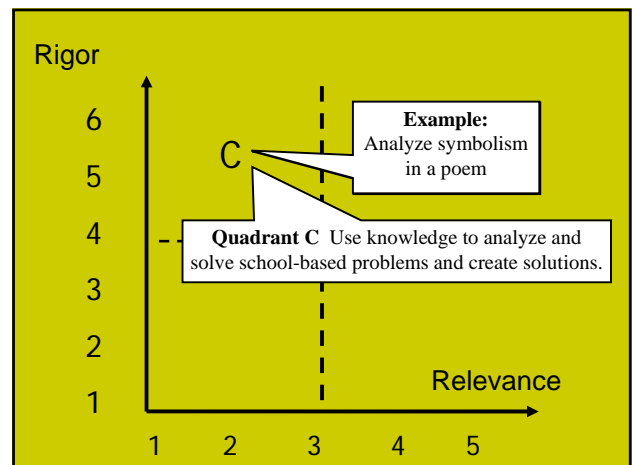 Rigor
6
Example:
Analyze symbolism
in a poem
C
5
4
Quadrant C Use knowledge to analyze and
solve school-based problems and create solutions.
3
2
Relevance
1
1 2 3 4 5